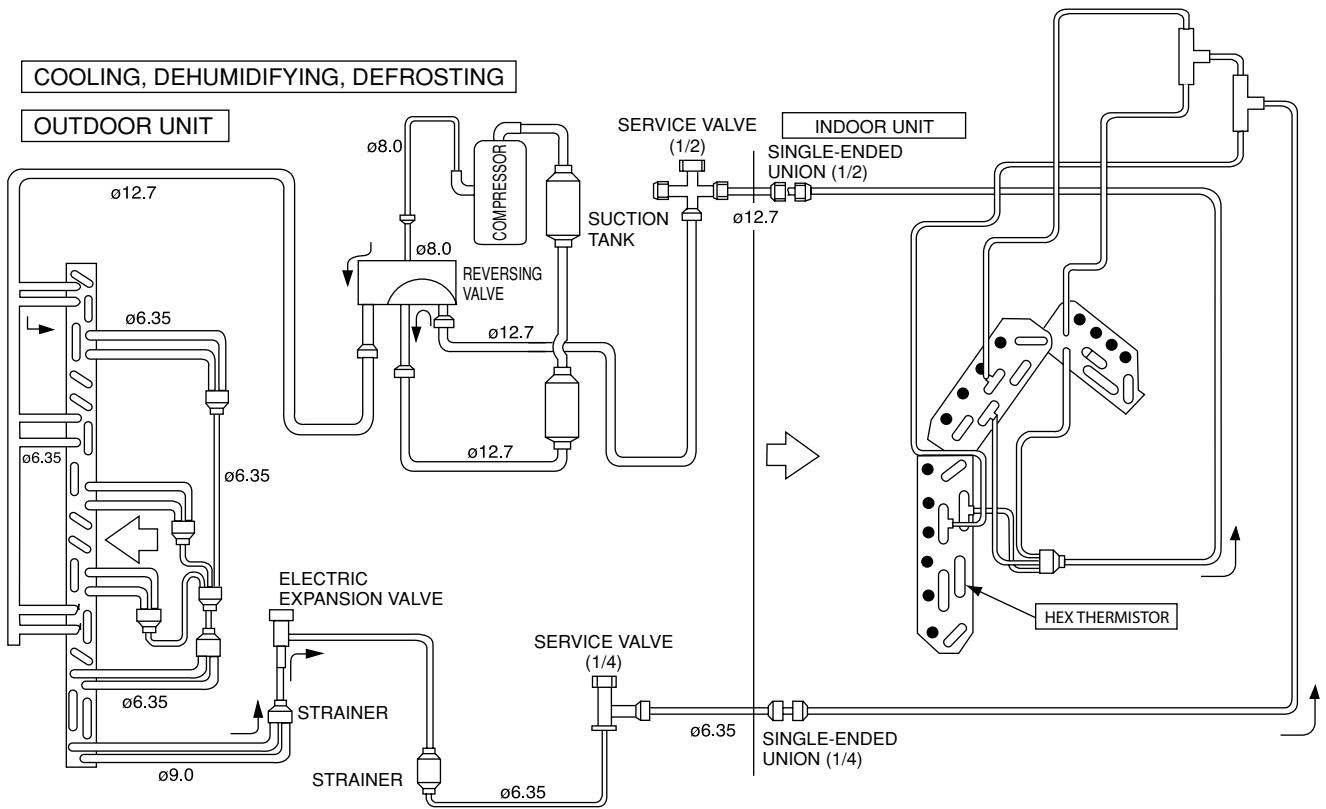 COOLING, DEHUMIDIFYING, DEFROSTING
OUTDOOR UNIT
SERVICE VALVE
(1/2)
INDOOR UNIT
SINGLE-ENDED
UNION (1/2)
ø8.0
COMPRESSOR
ø12.7
SUCTION
TANK
ø12.7
ø8.0
REVERSING
VALVE
ø6.35
ø12.7
ø12.7
ø6.35
ø6.35
ELECTRIC
EXPANSION VALVE
HEX THERMISTOR
SERVICE VALVE
(1/4)
ø6.35
STRAINER
ø6.35
SINGLE-ENDED
UNION (1/4)
ø9.0
STRAINER
ø6.35